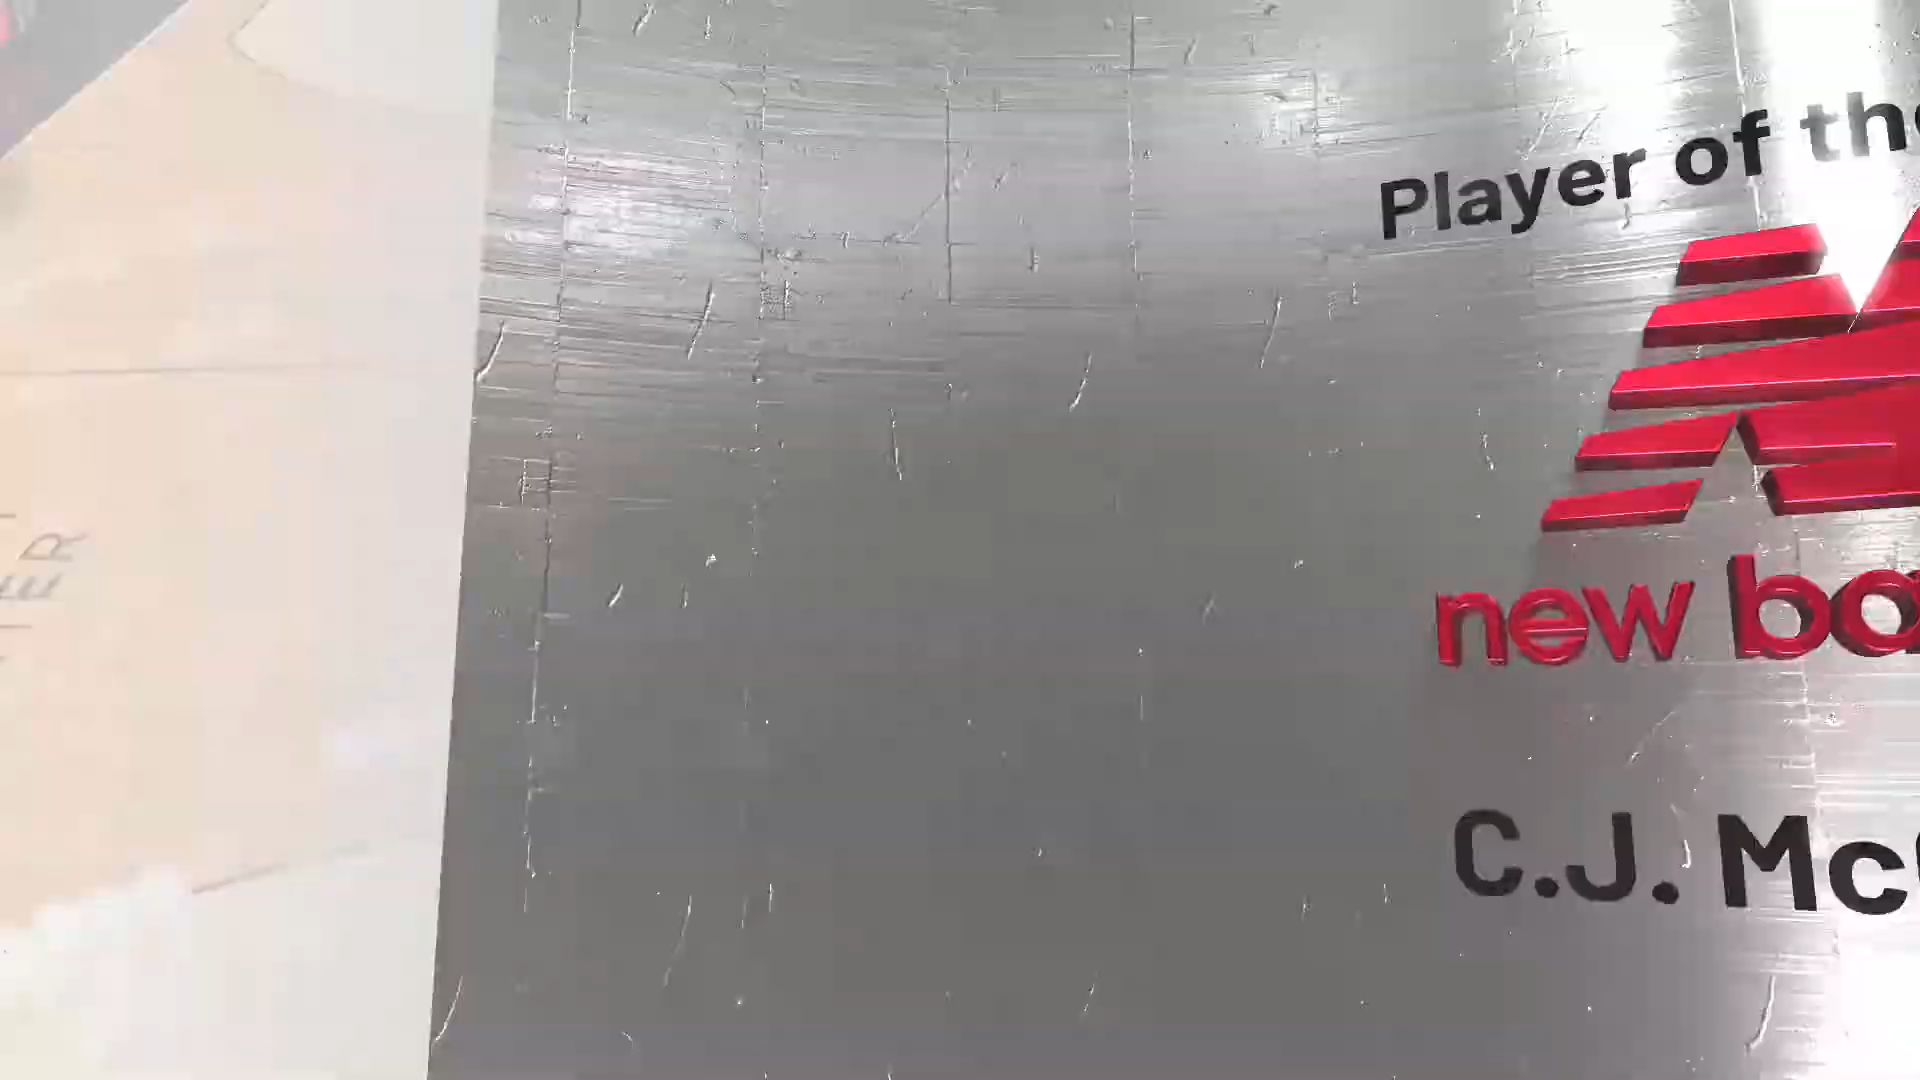 Player of the
new ba
C.J. Mc